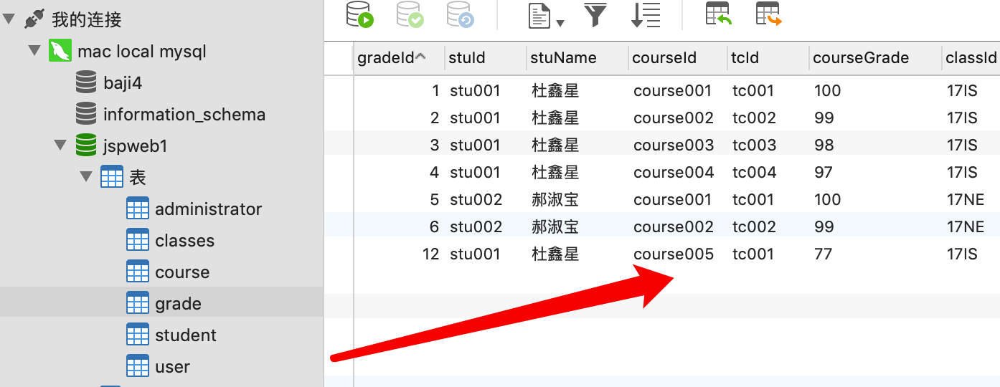 我的连接
mac local mysql
baji4
information_schema
jspweb1
表
administrator
classes
course
grade
student
user
gradeId stuId stuName courseId tcId courseGrade classId
1 stu001 杜鑫星 course001 tc001 100 17IS
2 stu001 杜鑫星 course002 tc002 99 17IS
3 stu001 杜鑫星 course003 tc003 98 17IS
4 stu001 杜鑫星 course004 tc004 97 17IS
5 stu002 郝淑宝 course001 tc001 100 17NE
6 stu002 郝淑宝 course002 tc002 99 17NE
12 stu001 杜鑫星 course005 tc001 77 17IS